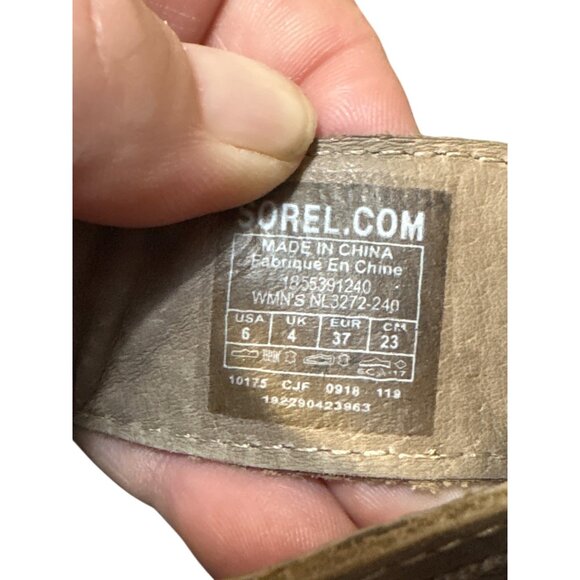 SOREL.COM
MADE IN CHINA
Fabriqué En Chine
1855391240
WMN'S NL3272-240
USA UK EUR CM
6 4 37 23
10175 CJF 0918 119
192290423963